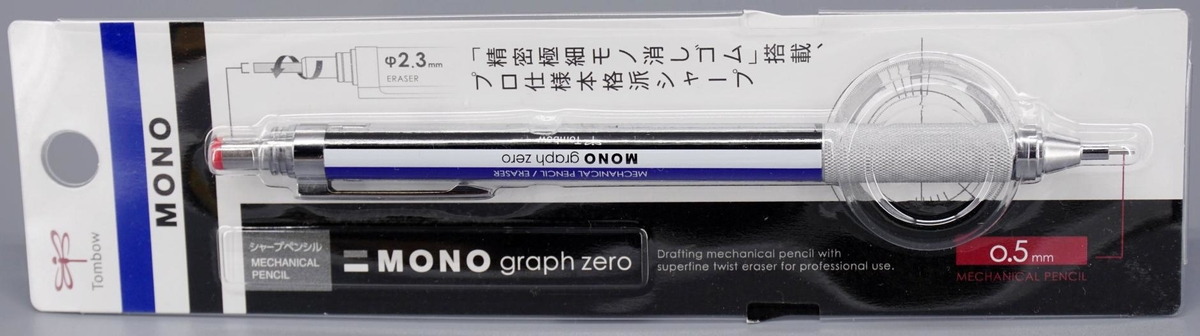 MONO
Tombow
φ2.3mm
ERASER
「精密極細モノ消しゴム」搭載、
プロ仕様本格派シャープ
Tombow
MONO graph zero
MECHANICAL PENCIL / ERASER
シャープペンシル
MECHANICAL
PENCIL
MONO graph zero
Drafting mechanical pencil with
superfine twist eraser for professional use.
0.5mm
MECHANICAL PENCIL